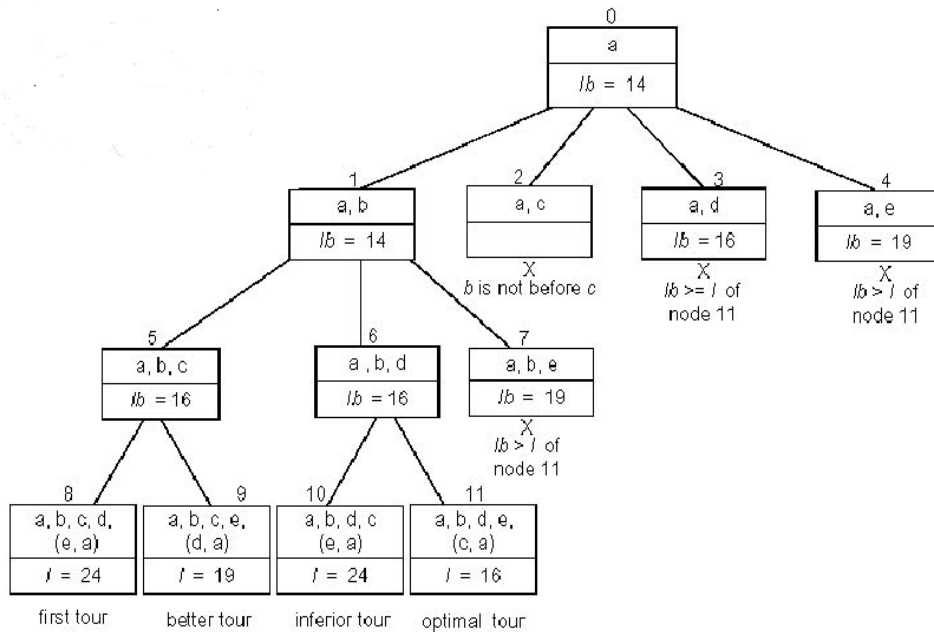 0
a
lb = 14
1
2
3
4
a, b
a, c
a, d
a, e
lb = 14
lb = 16
lb = 19
X
X
X
b is not before c
lb >= l of
node 11
lb > l of
node 11
5
6
7
a, b, c
a, b, d
a, b, e
lb = 16
lb = 16
lb = 19
X
lb > l of
node 11
8
9
10
11
a, b, c, d,
(e, a)
a, b, c, e,
(d, a)
a, b, d, c
(e, a)
a, b, d, e,
(c, a)
l = 24
l = 19
l = 24
l = 16
first tour
better tour
inferior tour
optimal tour